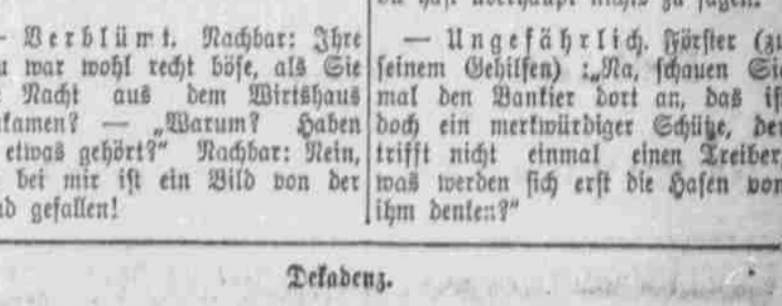 — Verblümt. Nachbar: Ihre
war wohl recht böse, als Sie
Nacht aus dem Wirtshaus
kamen? — „Warum? Haben
etwas gehört?“ Nachbar: Nein,
bei mir ist ein Bild von der
gefallen!
— Ungefährlich. Förster (zu
seinem Gehilfen) :„Na, schauen Sie
mal den Bankier dort an, das ist
doch ein merkwürdiger Schütze, der
trifft nicht einmal einen Treiber
was werden sich erst die Hasen von
ihm denken?“
Dekadenz.